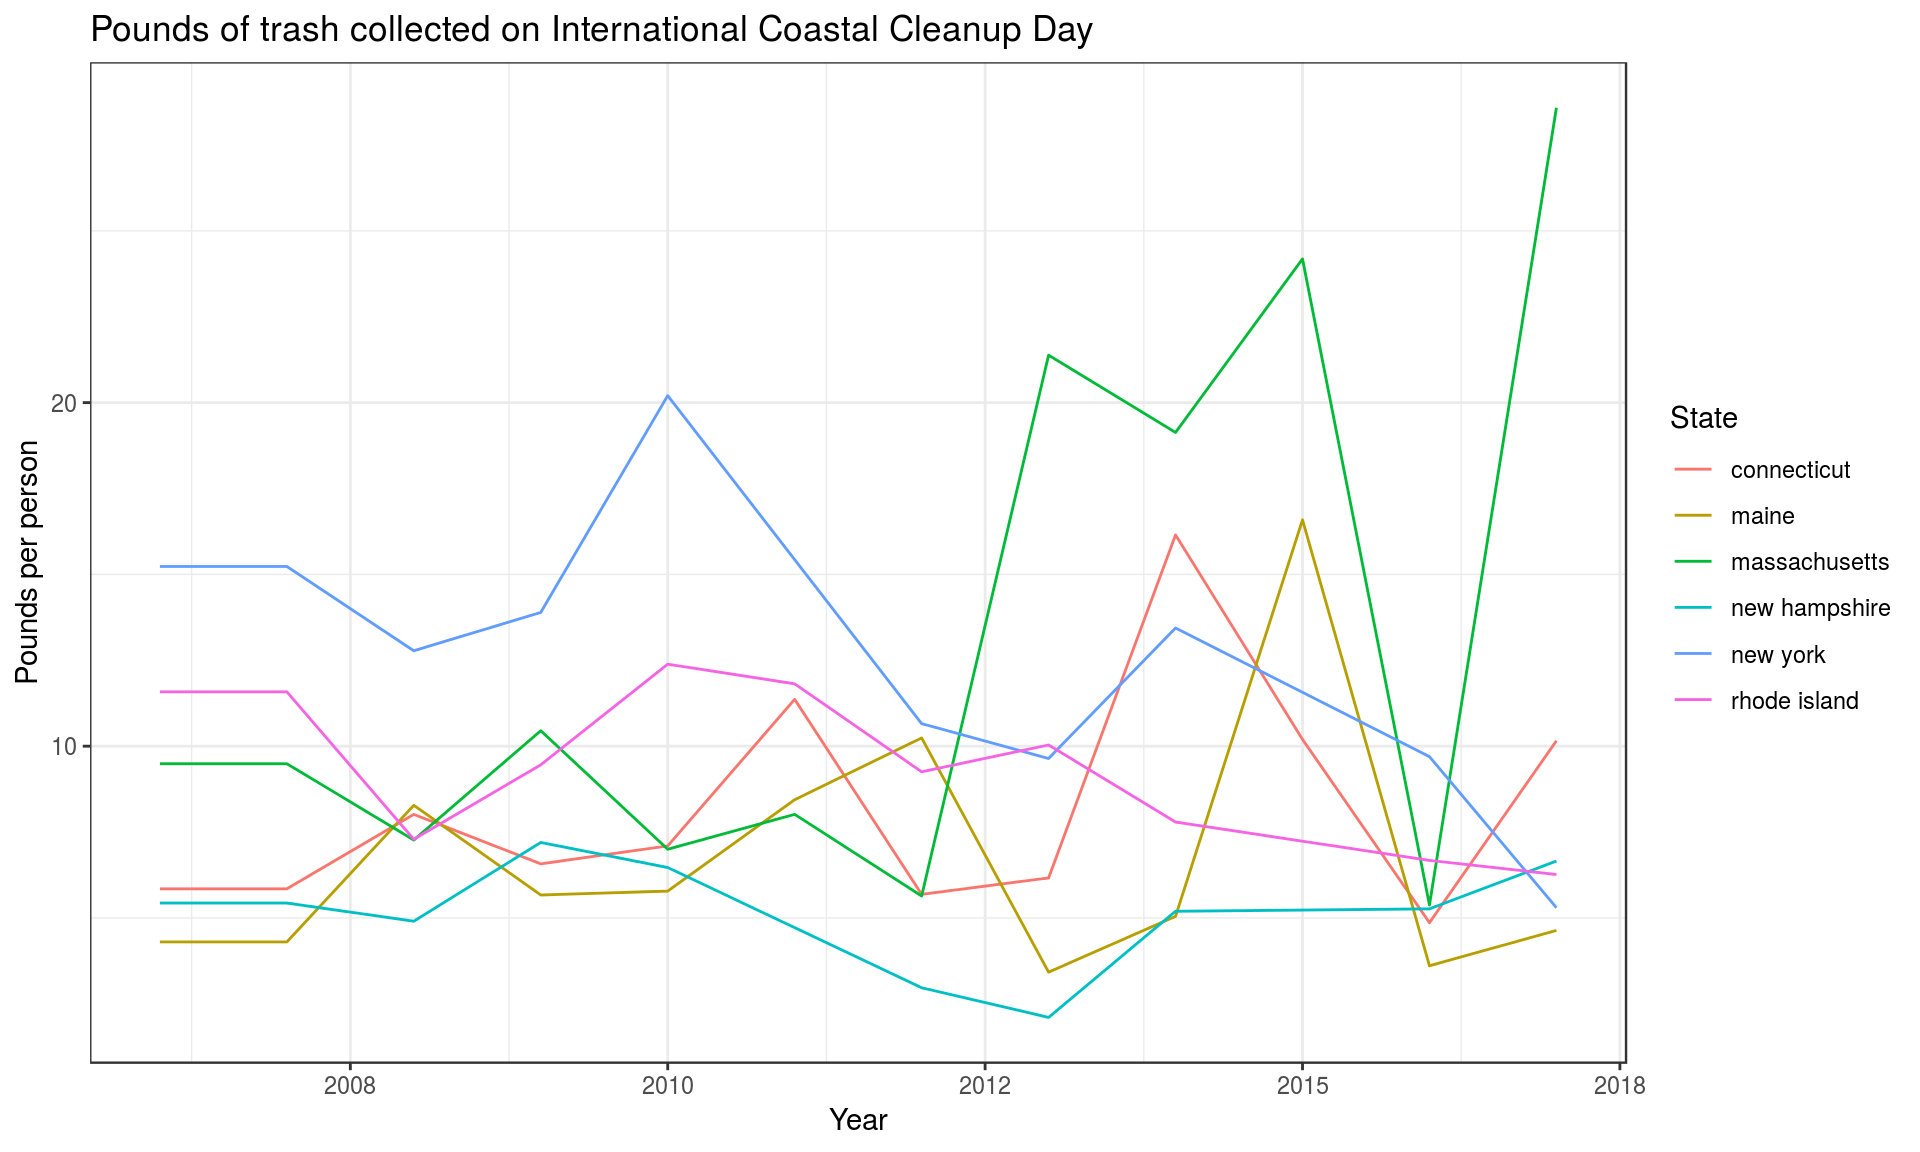 Pounds of trash collected on International Coastal Cleanup Day
Pounds per person
20
10
2008
2010
2012
2015
2018
Year
State
connecticut
maine
massachusetts
new hampshire
new york
rhode island